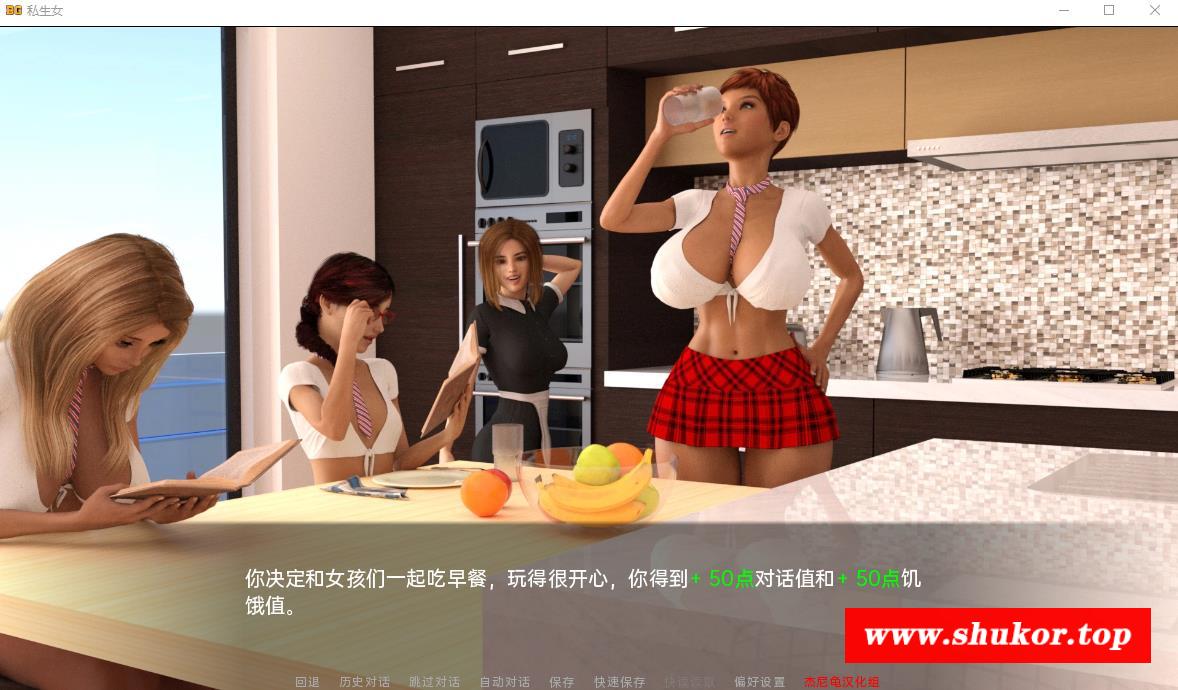 BG 私生女
你决定和女孩们一起吃早餐，玩得很开心，你得到+ 50点对话值和+ 50点饥
饿值。
www.shukor.top
回退 历史对话 跳过对话 自动对话 保存 快速保存 快速读取 偏好设置 杰尼龟汉化组